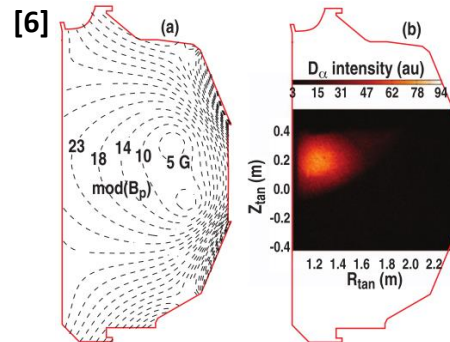 [6]
(a)
23
18
14
10
5 G
mod(Bp)
(b)
Dα intensity (au)
3 15 31 47 62 78 94
Ztan (m)
0.4
0.2
0.0
-0.2
-0.4
1.2 1.4 1.6 1.8 2.0 2.2
Rtan (m)